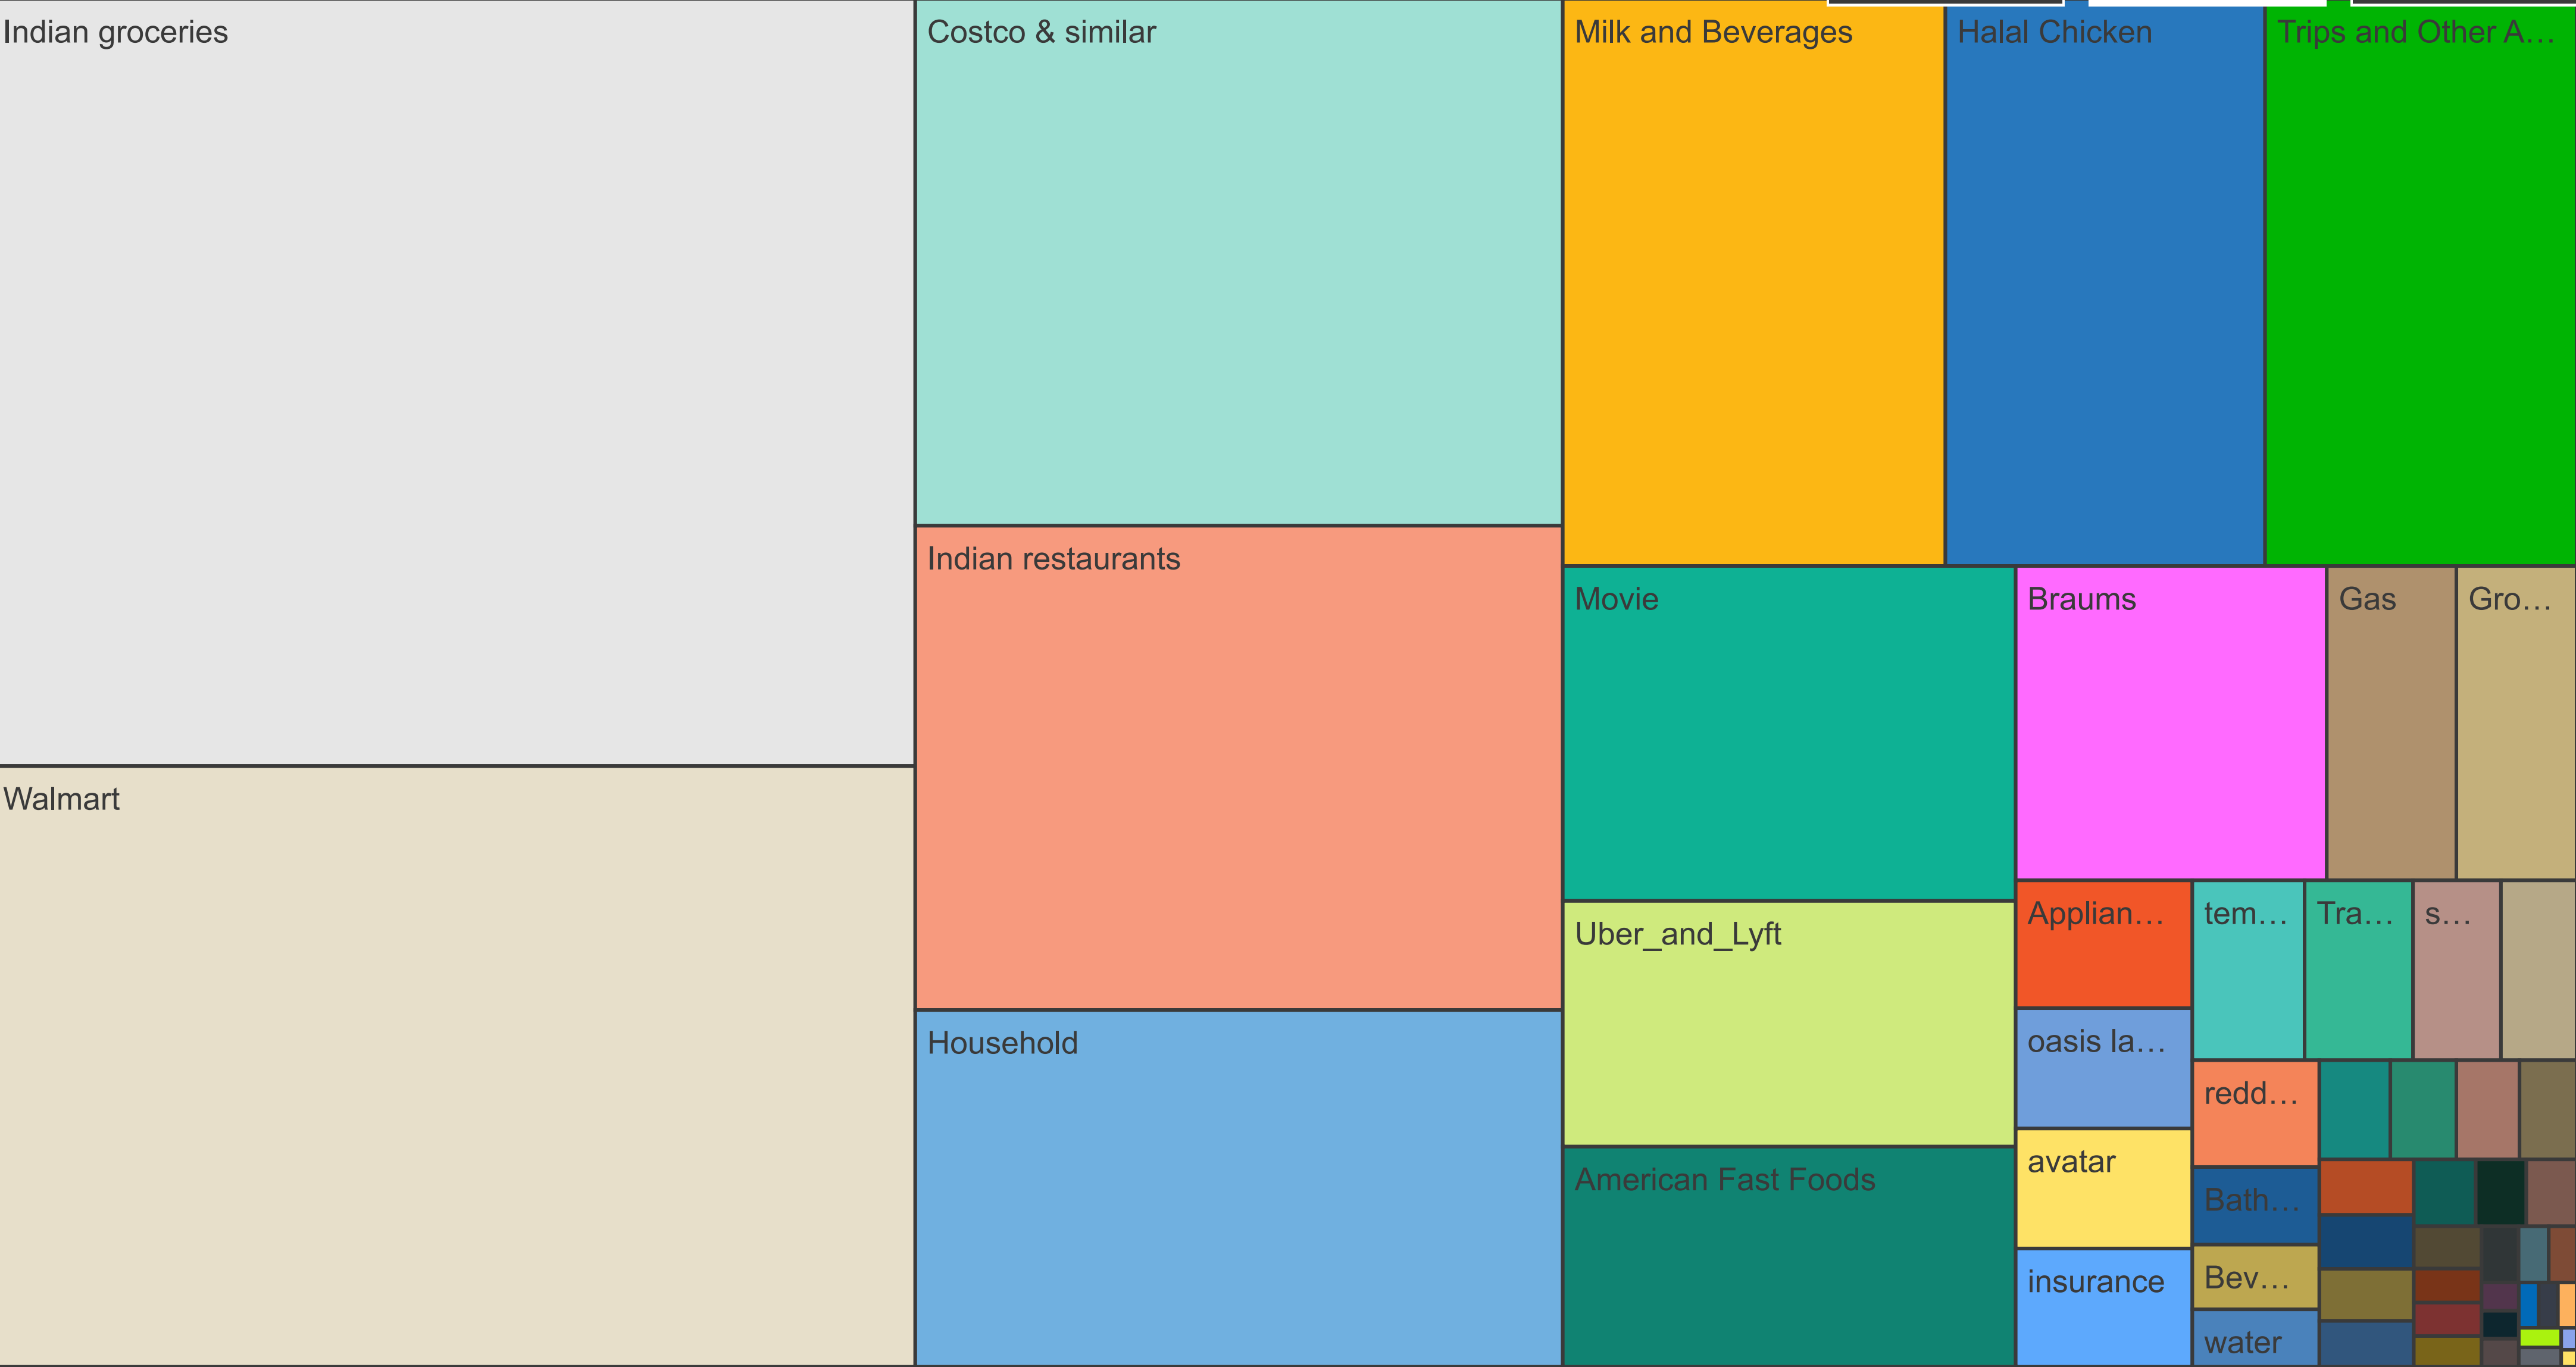 Indian groceries
Costco & similar
Milk and Beverages
Halal Chicken
Trips and Other A…
Indian restaurants
Movie
Braums
Gas
Gro…
Walmart
Uber_and_Lyft
Applian…
tem…
Tra…
s…
Household
oasis la…
redd…
American Fast Foods
avatar
Bath…
insurance
Bev…
water